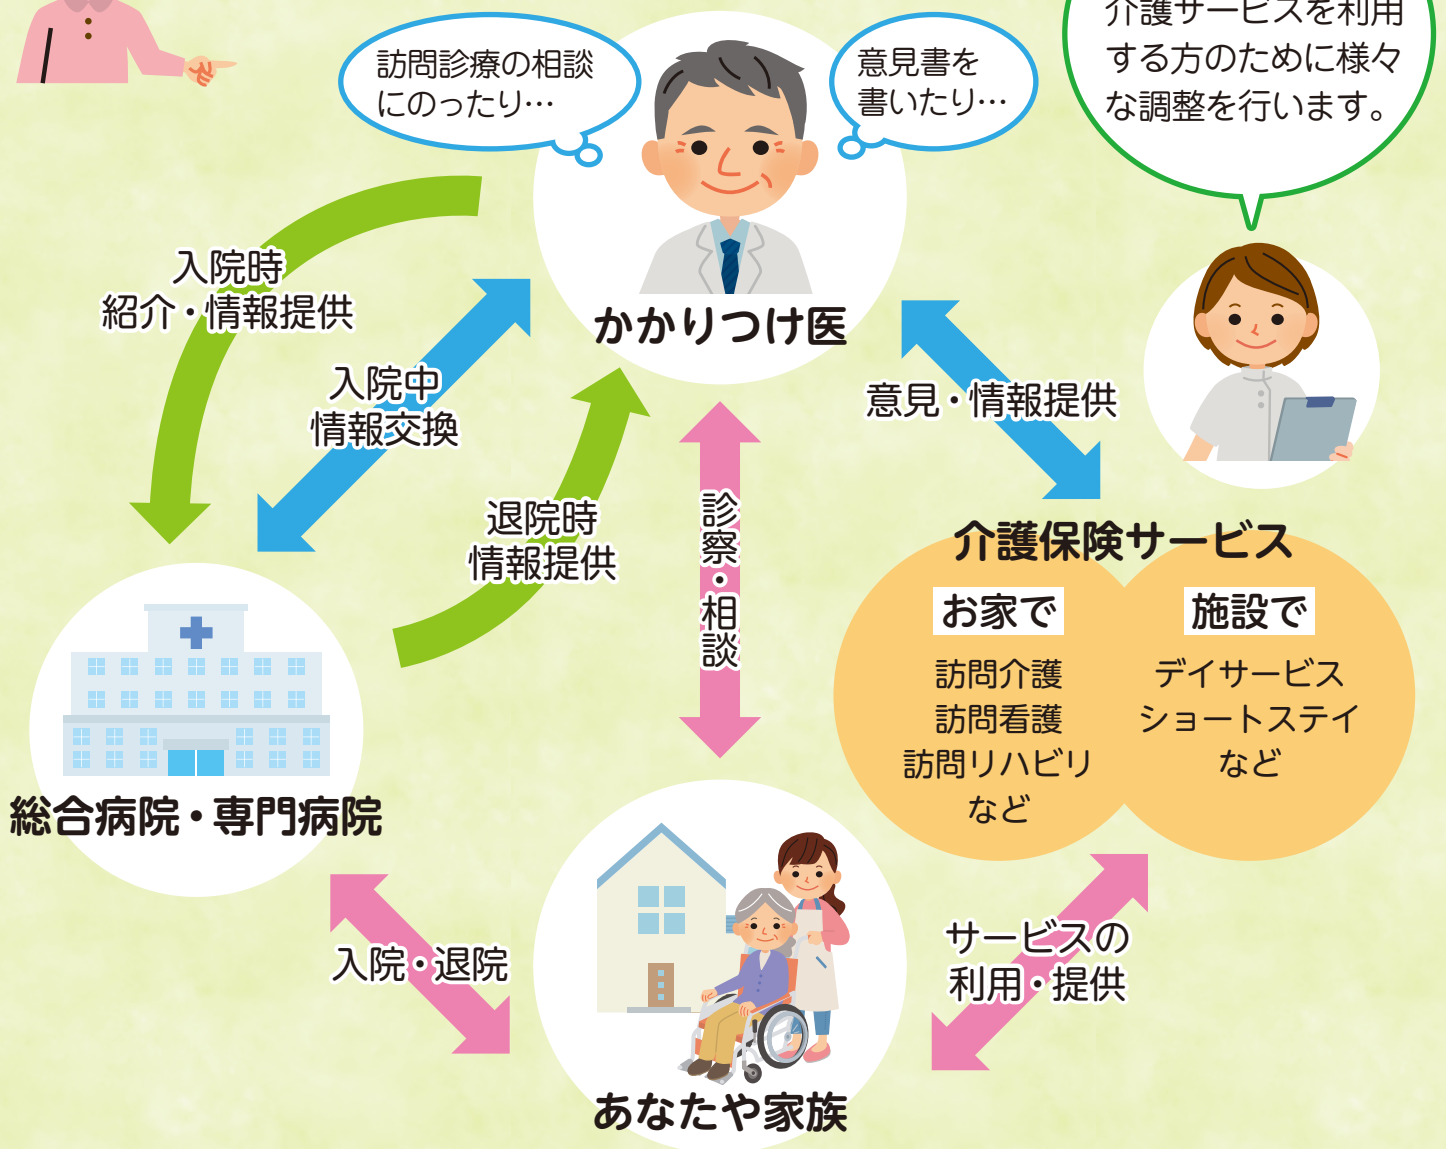 訪問診療の相談
にのったり…
意見書を
書いたり…
介護サービスを利用
する方のために様々
な調整を行います。
入院時
紹介・情報提供
かかりつけ医
入院中
情報交換
意見・情報提供
退院時
情報提供
診察・相談
介護保険サービス
お家で
訪問介護
訪問看護
訪問リハビリ
など
施設で
デイサービス
ショートステイ
など
総合病院・専門病院
入院・退院
サービスの
利用・提供
あなたや家族